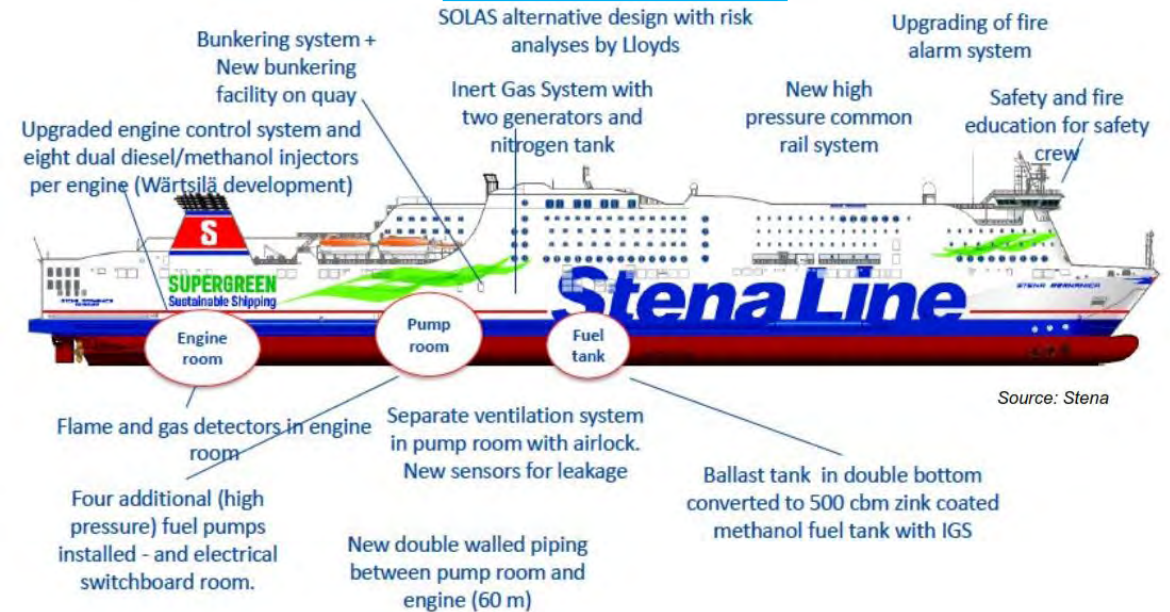 SOLAS alternative design with risk
analyses by Lloyds
Upgrading of fire
alarm system
Bunkering system +
New bunkering
facility on quay
Inert Gas System with
two generators and
nitrogen tank
New high
pressure common
rail system
Safety and fire
education for safety
crew
Upgraded engine control system and
eight dual diesel/methanol injectors
per engine (Wärtsilä development)
S
SUPERGREEN
Sustainable Shipping
Stena Line
STENA GERMANICA
Engine
room
Pump
room
Fuel
tank
Source: Stena
Flame and gas detectors in engine
room
Separate ventilation system
in pump room with airlock.
New sensors for leakage
Four additional (high
pressure) fuel pumps
installed - and electrical
switchboard room.
New double walled piping
between pump room and
engine (60 m)
Ballast tank in double bottom
converted to 500 cbm zink coated
methanol fuel tank with IGS